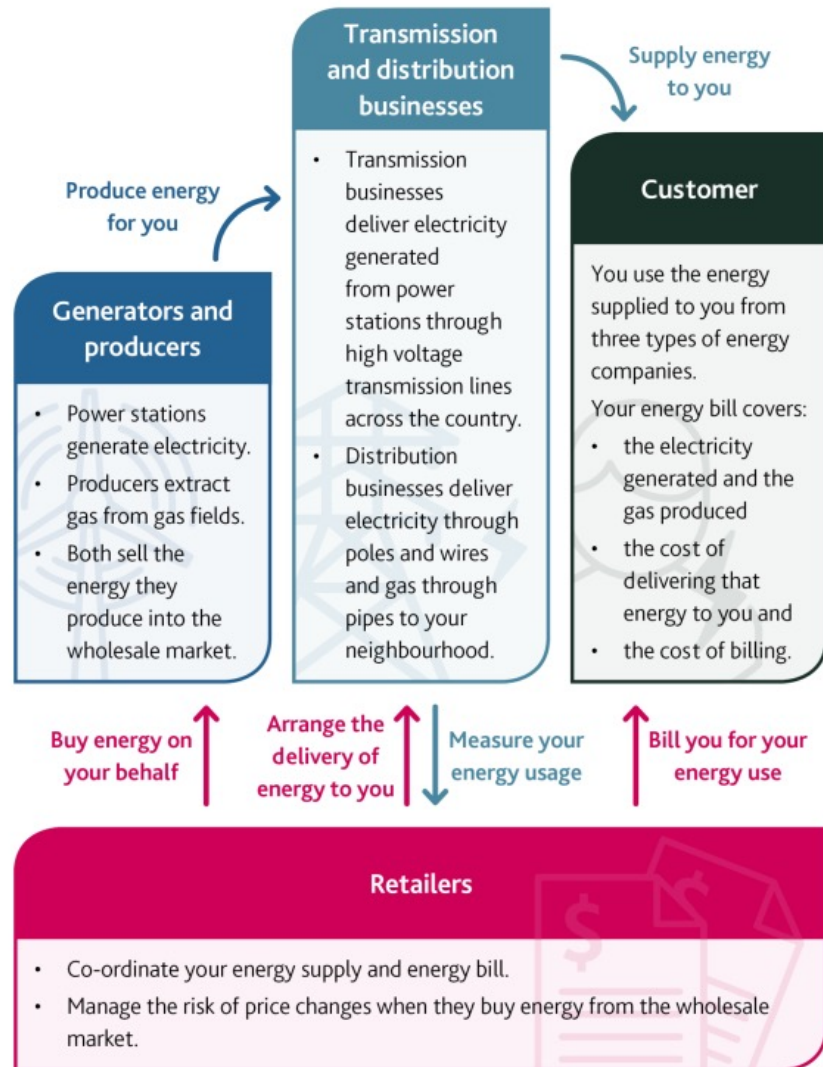 Transmission
and distribution
businesses
• Transmission
businesses
deliver electricity
generated
from power
stations through
high voltage
transmission lines
across the country.
• Distribution
businesses deliver
electricity through
poles and wires
and gas through
pipes to your
neighbourhood.
Supply energy
to you
Produce energy
for you
Generators and
producers
• Power stations
generate electricity.
• Producers extract
gas from gas fields.
• Both sell the
energy they
produce into the
wholesale market.
Customer
You use the energy
supplied to you from
three types of energy
companies.
Your energy bill covers:
• the electricity
generated and the
gas produced
• the cost of
delivering that
energy to you and
• the cost of billing.
Buy energy on
your behalf
Arrange the
delivery of
energy to you
Measure your
energy usage
Bill you for your
energy use
Retailers
$
$
• Co-ordinate your energy supply and energy bill.
• Manage the risk of price changes when they buy energy from the wholesale
market.